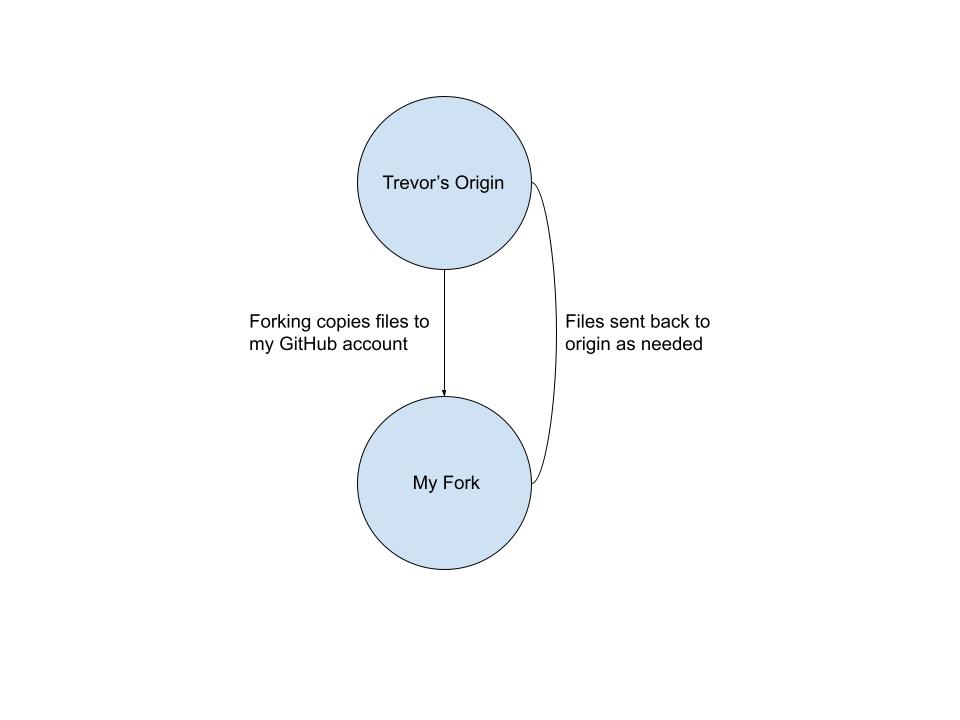 Trevor’s Origin
Forking copies files to
my GitHub account
Files sent back to
origin as needed
My Fork